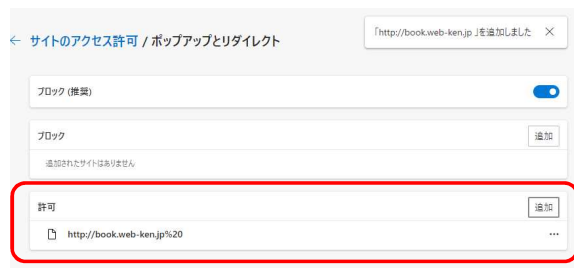 サイトのアクセス許可 / ポップアップとリダイレクト
「http://book.web-ken.jp 」を追加しました
ブロック (推奨)
ブロック
追加
追加されたサイトはありません
許可
追加
http://book.web-ken.jp%20